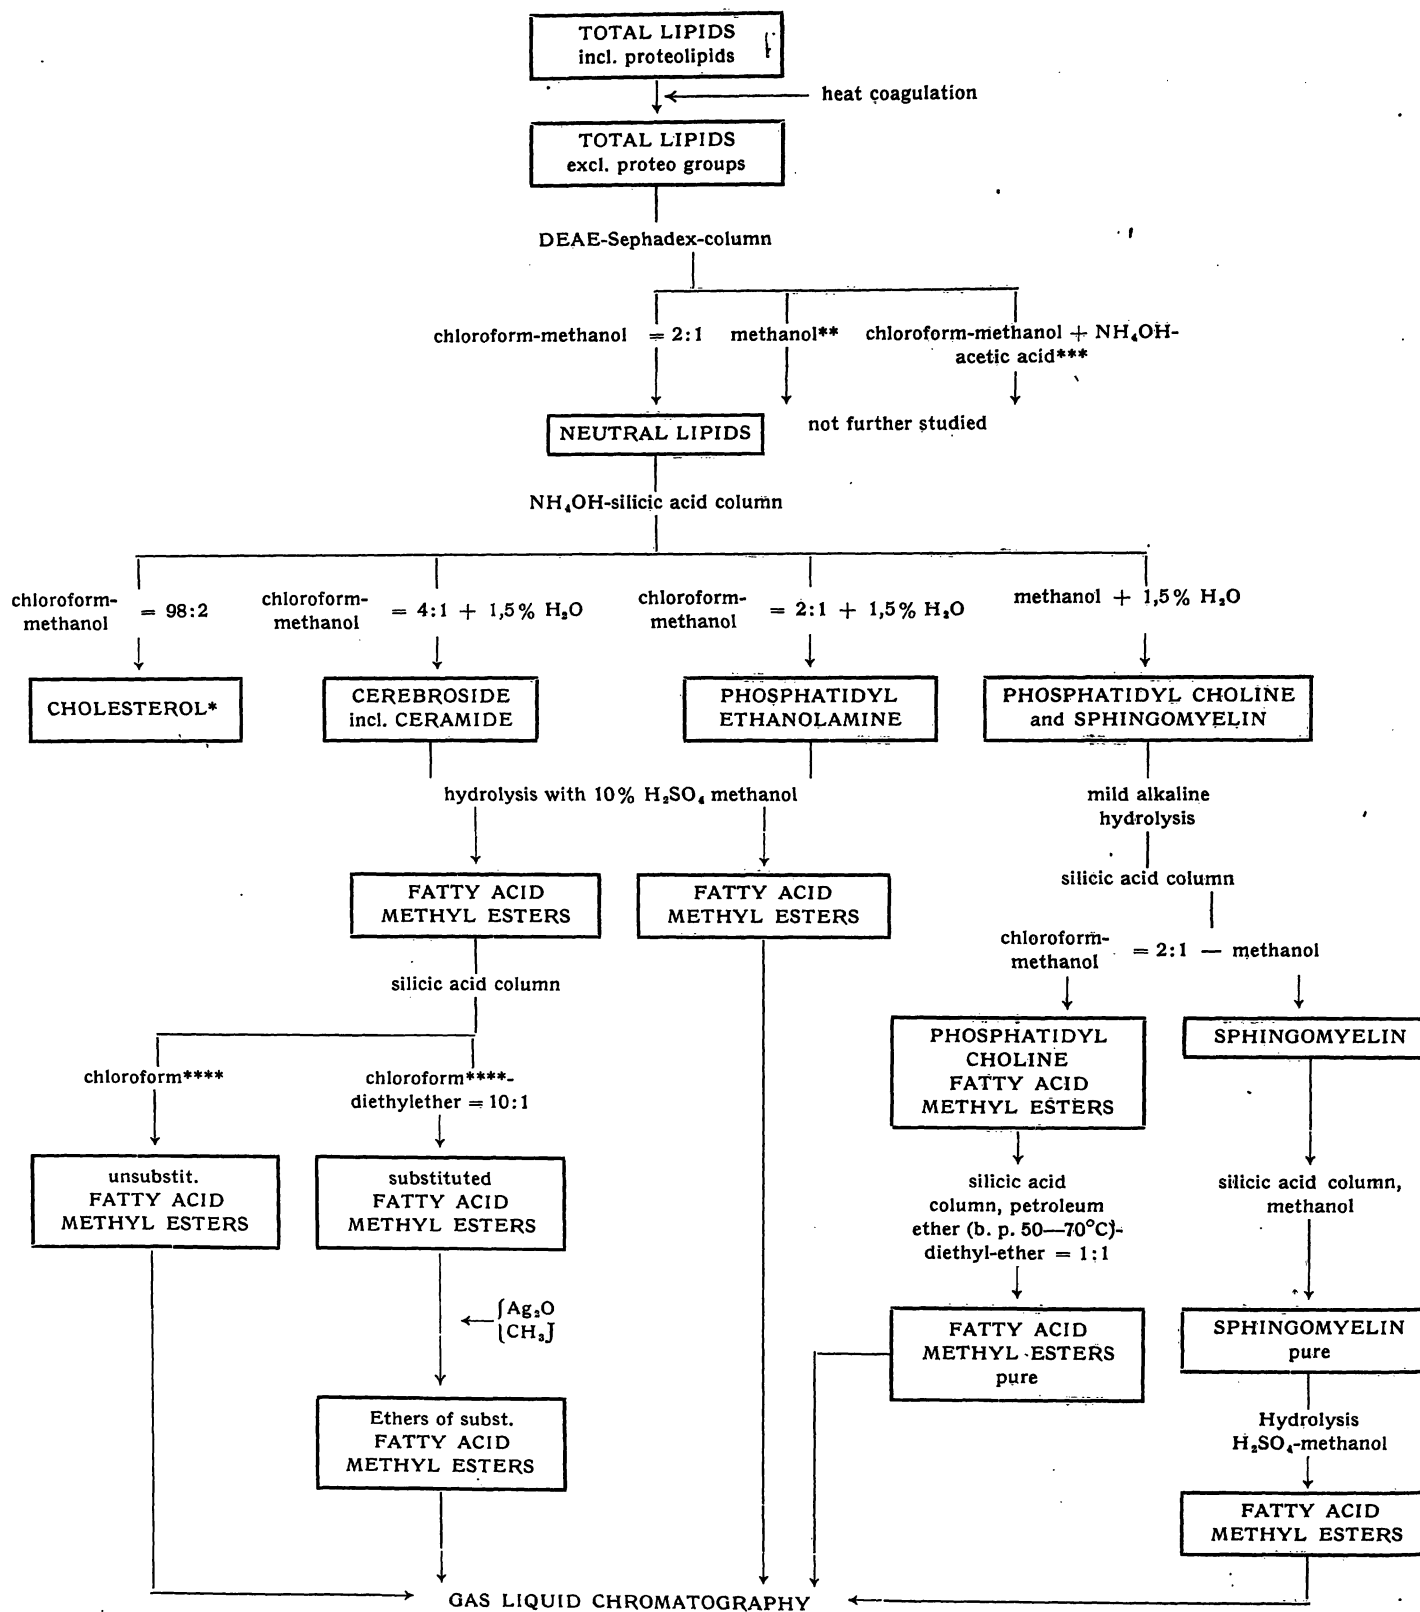 TOTAL LIPIDS
incl. proteolipids
heat coagulation
TOTAL LIPIDS
excl. proteo groups
DEAE-Sephadex-column
chloroform-methanol = 2:1
methanol**
chloroform-methanol + NH₄OH-
acetic acid***
not further studied
NEUTRAL LIPIDS
NH₄OH-silicic acid column
chloroform-
methanol = 98:2
chloroform-
methanol = 4:1 + 1,5% H₂O
chloroform-
methanol = 2:1 + 1,5% H₂O
methanol + 1,5% H₂O
CHOLESTEROL*
CEREBROSIDE
incl. CERAMIDE
PHOSPHATIDYL
ETHANOLAMINE
PHOSPHATIDYL CHOLINE
and SPHINGOMYELIN
hydrolysis with 10% H₂SO₄ methanol
mild alkaline
hydrolysis
FATTY ACID
METHYL ESTERS
FATTY ACID
METHYL ESTERS
silicic acid column
chloroform-
methanol = 2:1 — methanol
silicic acid column
PHOSPHATIDYL
CHOLINE
FATTY ACID
METHYL ESTERS
SPHINGOMYELIN
chloroform****
chloroform****-
diethylether = 10:1
unsubstit.
FATTY ACID
METHYL ESTERS
substituted
FATTY ACID
METHYL ESTERS
silicic acid
column, petroleum
ether (b. p. 50—70°C)-
diethyl-ether = 1:1
silicic acid column,
methanol
Ag₂O
CH₃J
FATTY ACID
METHYL ESTERS
pure
SPHINGOMYELIN
pure
Ethers of subst.
FATTY ACID
METHYL ESTERS
Hydrolysis
H₂SO₄-methanol
FATTY ACID
METHYL ESTERS
GAS LIQUID CHROMATOGRAPHY